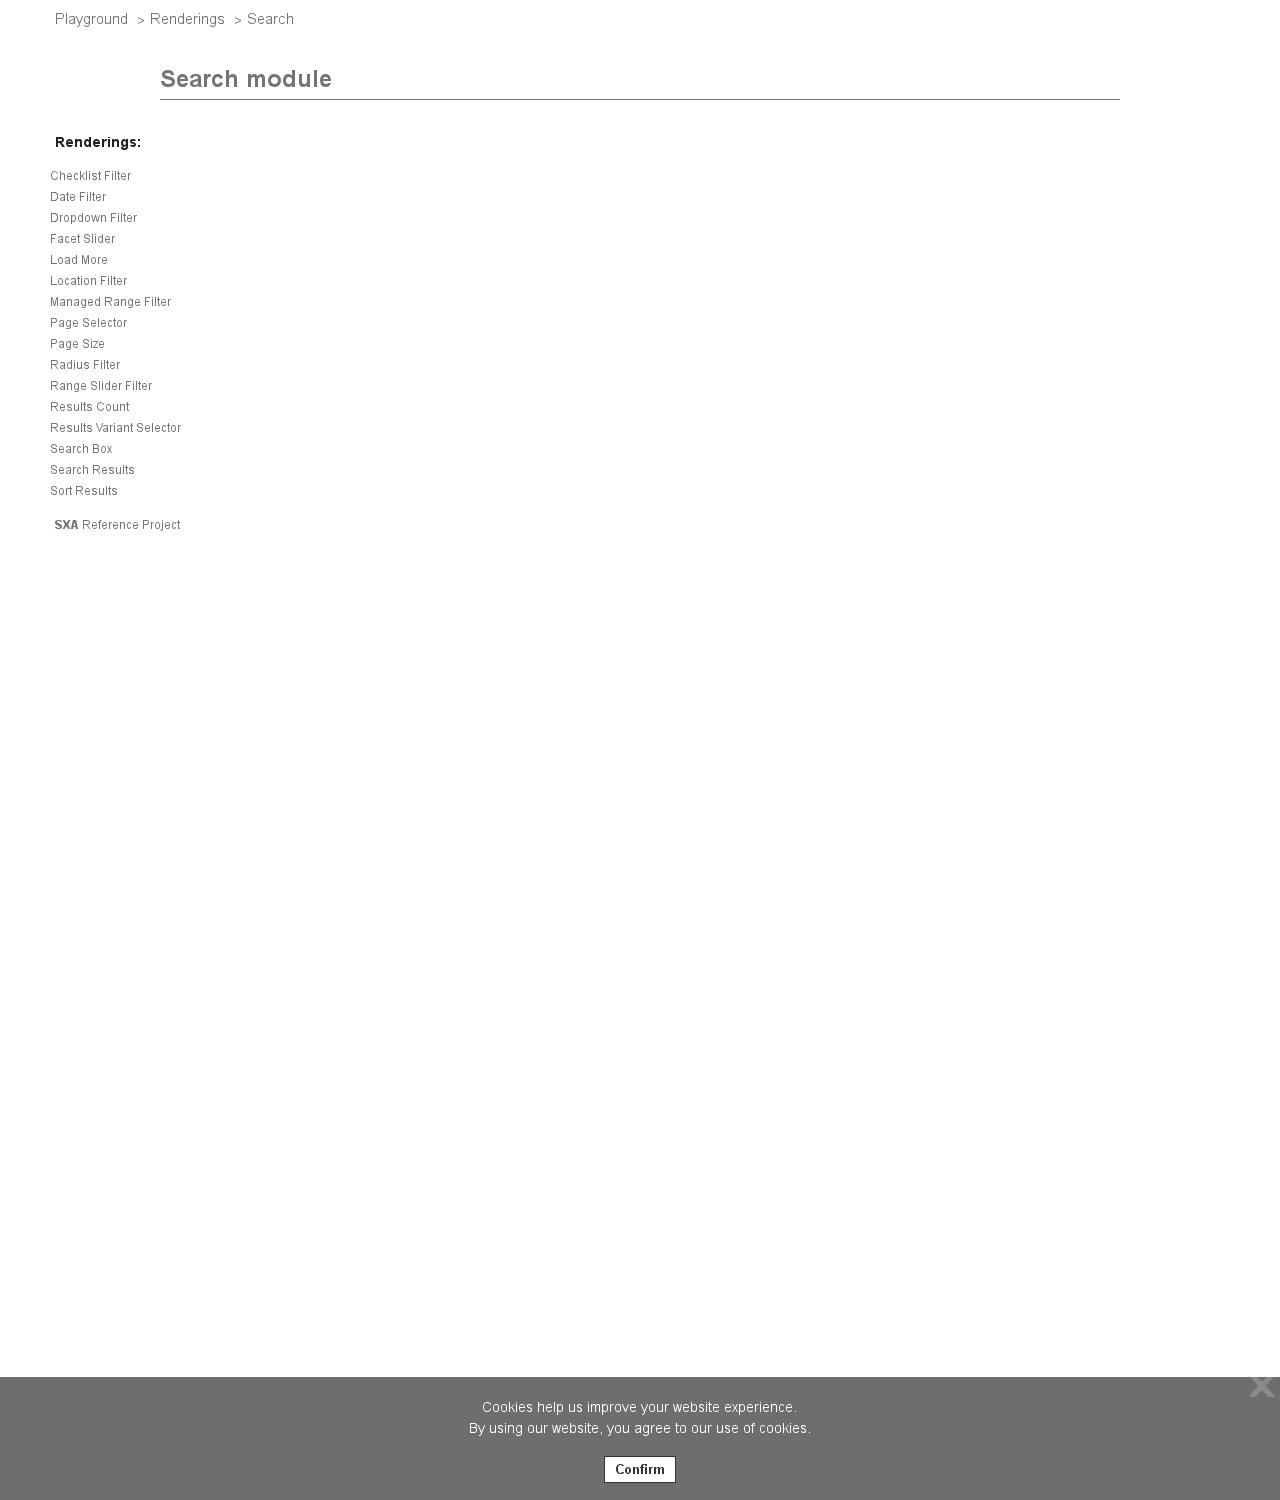 Playground > Renderings > Search
Search module
Renderings:
Checklist Filter
Date Filter
Dropdown Filter
Facet Slider
Load More
Location Filter
Managed Range Filter
Page Selector
Page Size
Radius Filter
Range Slider Filter
Results Count
Results Variant Selector
Search Box
Search Results
Sort Results
SXA Reference Project
X
Cookies help us improve your website experience.
By using our website, you agree to our use of cookies.
Confirm